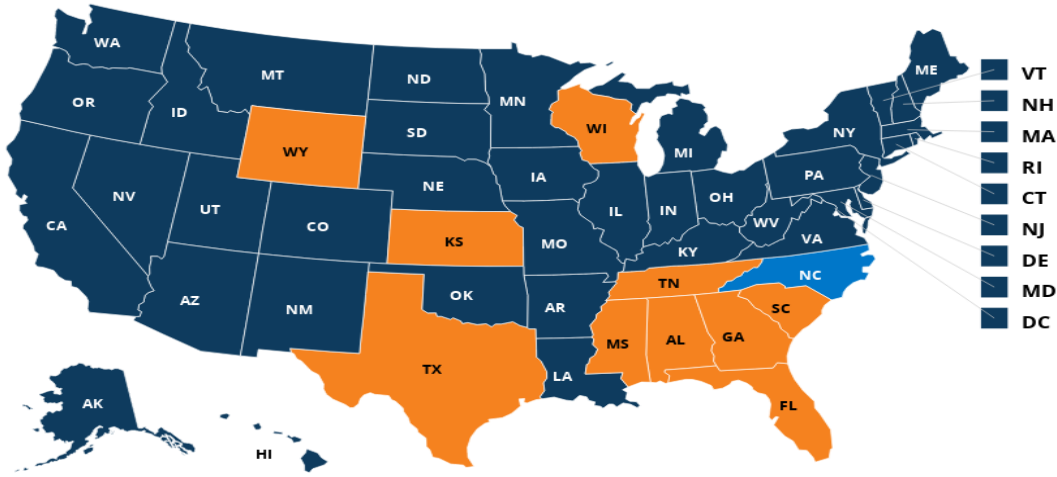 WA
MT
ND
MN
ME
VT
OR
ID
SD
WI
NH
WY
MI
NY
MA
NV
UT
NE
IA
PA
RI
CA
CO
KS
IL
IN
OH
CT
MO
KY
WV
VA
NJ
AZ
NM
OK
AR
TN
NC
DE
TX
LA
MS
AL
GA
SC
MD
DC
AK
HI
FL